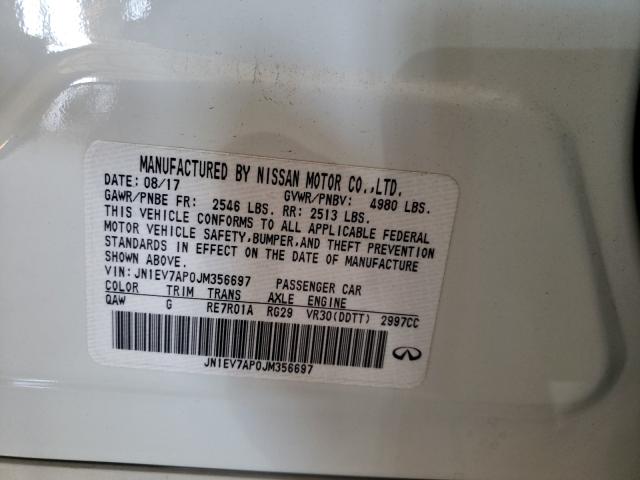 MANUFACTURED BY NISSAN MOTOR CO.,LTD.
DATE: 08/17 GVWR/PNBV: 4980 LBS.
GAWR/PNBE FR: 2546 LBS. RR: 2513 LBS.
THIS VEHICLE CONFORMS TO ALL APPLICABLE FEDERAL
MOTOR VEHICLE SAFETY,BUMPER,AND THEFT PREVENTION
STANDARDS IN EFFECT ON THE DATE OF MANUFACTURE
SHOWN ABOVE.
VIN: JN1EV7AP0JM356697 PASSENGER CAR
COLOR TRIM TRANS AXLE ENGINE
QAW G RE7R01A RG29 VR30(DDTT) 2997CC
JN1EV7AP0JM356697